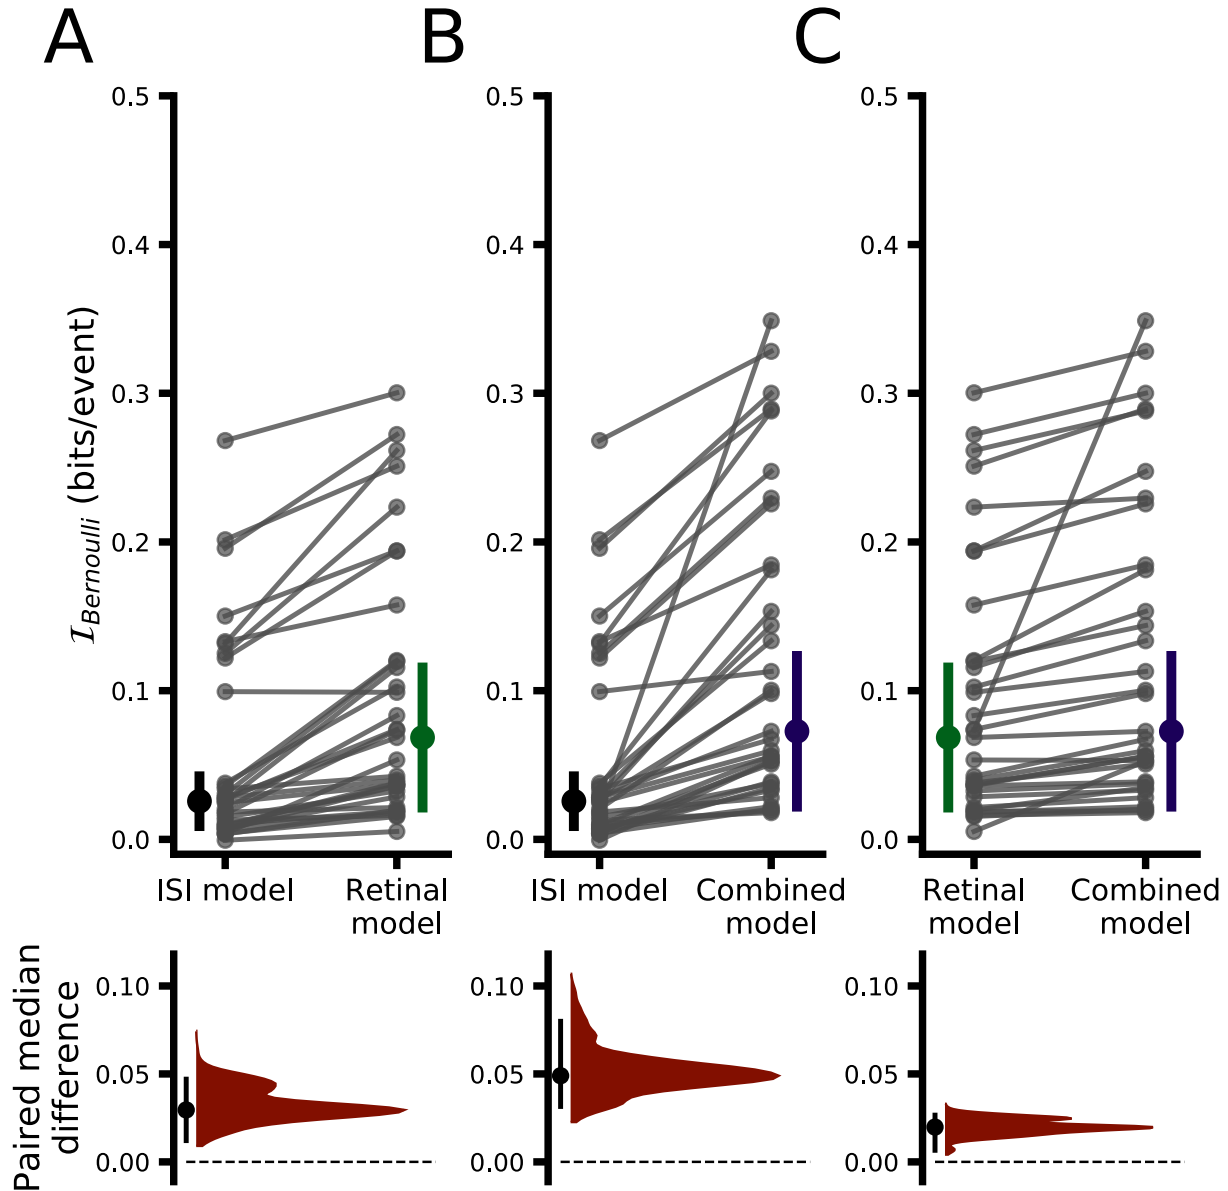 A
B
C
0.5
0.4
0.3
0.2
0.1
0.0
ℐBernoulli (bits/event)
ISI model
Retinal
model
0.5
0.4
0.3
0.2
0.1
0.0
ISI model
Combined
model
0.5
0.4
0.3
0.2
0.1
0.0
Retinal
model
Combined
model
Paired median
difference
0.10
0.05
0.00
0.10
0.05
0.00
0.10
0.05
0.00